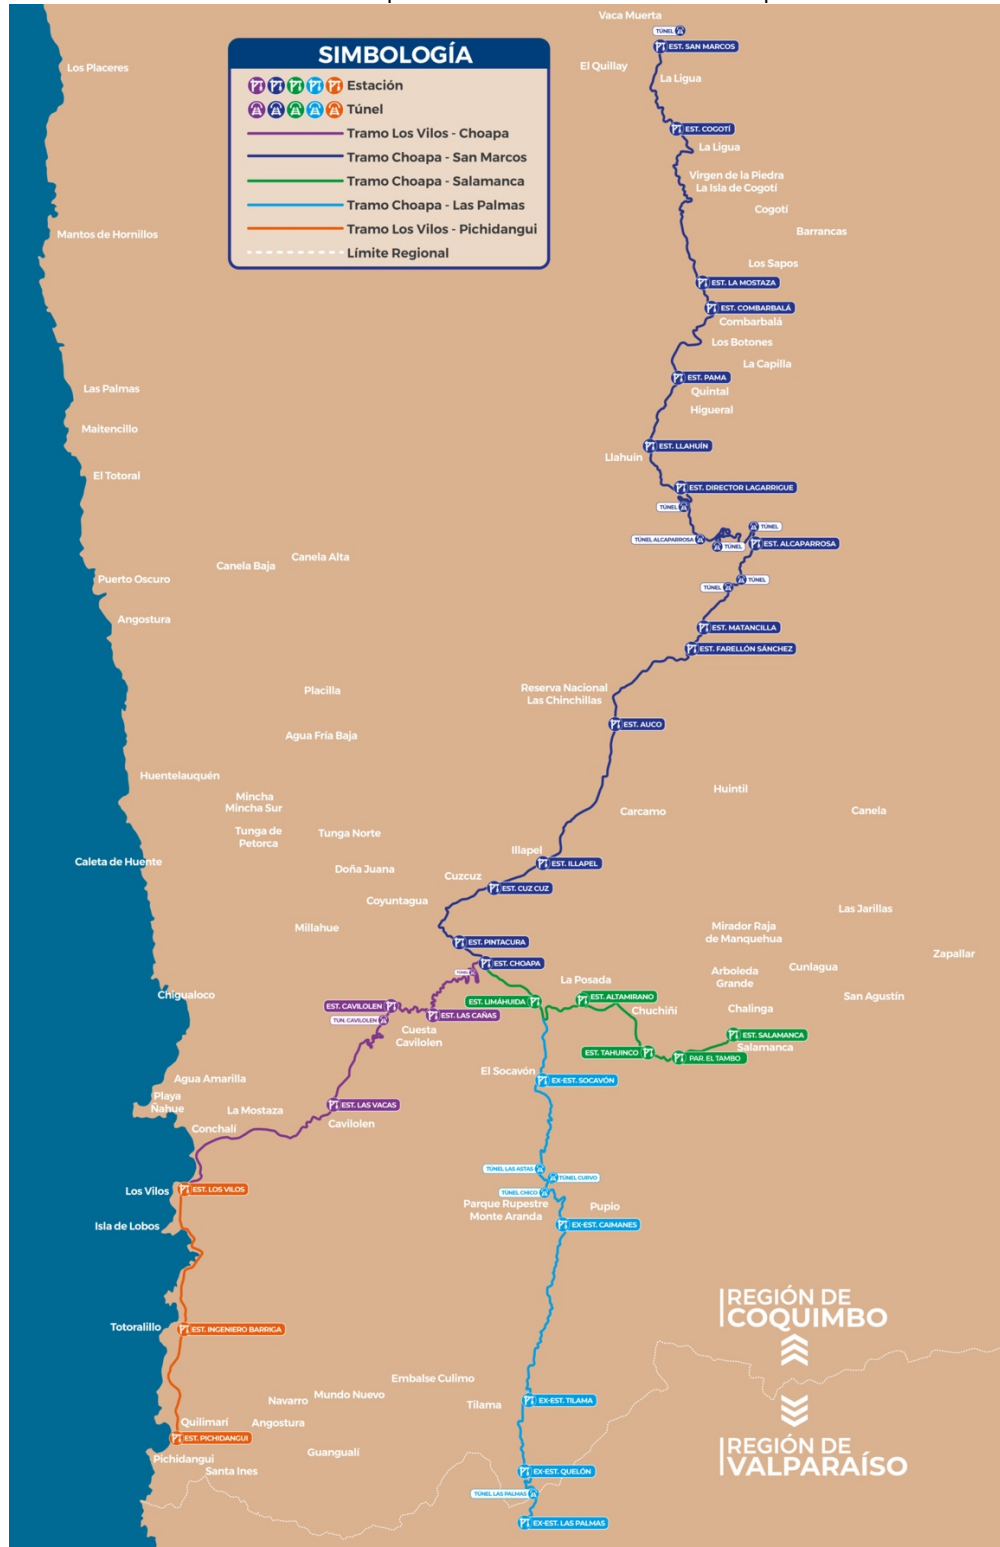 Vaca Muerta
TÚNEL
EST. SAN MARCOS
SIMBOLOGÍA
Estación
Túnel
Tramo Los Vilos - Choapa
Tramo Choapa - San Marcos
Tramo Choapa - Salamanca
Tramo Choapa - Las Palmas
Tramo Los Vilos - Pichidangui
Límite Regional
Los Placeres
El Quillay
La Ligua
EST. COGOTÍ
La Ligua
Virgen de la Piedra
La Isla de Cogotí
Cogotí
Barrancas
Mantos de Hornillos
Los Sapos
EST. LA MOSTAZA
EST. COMBARBALÁ
Combarbalá
Los Botones
La Capilla
EST. PAMA
Quintal
Higueral
Las Palmas
Maitencillo
EST. LLAHUÍN
Llahuín
El Totoral
EST. DIRECTOR LAGARRIGUE
TÚNEL
TÚNEL
TÚNEL ALCAPARROSA
TÚNEL
EST. ALCAPARROSA
Canela Alta
Canela Baja
Puerto Oscuro
TÚNEL
TÚNEL
Angostura
EST. MATANCILLA
EST. FARELLÓN SÁNCHEZ
Placilla
Reserva Nacional
Las Chinchillas
EST. AUCO
Agua Fría Baja
Huentelauquén
Huintil
Mincha
Mincha Sur
Carcamo
Canela
Tunga de
Petorca
Tunga Norte
Illapel
Caleta de Huente
EST. ILLAPEL
Doña Juana
Cuzcuz
EST. CUZ CUZ
Coyuntagua
Las Jarillas
Millahue
Mirador Raja
de Manquehua
EST. PINTACURA
Zapallar
EST. CHOAPA
TÚNEL
Cunlagua
Arboleda
Grande
La Posada
Chigualoco
EST. ALTAMIRANO
San Agustín
EST. LIMÁHUIDA
EST. CAVILOLEN
Chuchiñí
Chalinga
EST. LAS CAÑAS
TUN. CAVILOLEN
Cuesta
Cavilolen
EST. SALAMANCA
Salamanca
EST. TAHUINCO
PAR. EL TAMBO
El Socavón
EX-EST. SOCAVÓN
Agua Amarilla
Playa
Ñahue
La Mostaza
EST. LAS VACAS
Cavilolen
Conchalí
TÚNEL LAS ASTAS
TÚNEL CURVO
TÚNEL CHICO
Los Vilos
EST. LOS VILOS
Parque Rupestre
Monte Aranda
Pupio
EX-EST. CAIMANES
Isla de Lobos
REGIÓN DE
COQUIMBO
Totoralillo
EST. INGENIERO BARRIGA
Embalse Culimo
Mundo Nuevo
Navarro
Tilama
EX-EST. TILAMA
Quilimarí
Angostura
EST. PICHIDANGUI
Guangualí
REGIÓN DE
VALPARAÍSO
Pichidangui
Santa Ines
EX-EST. QUELÓN
TÚNEL LAS PALMAS
EX-EST. LAS PALMAS